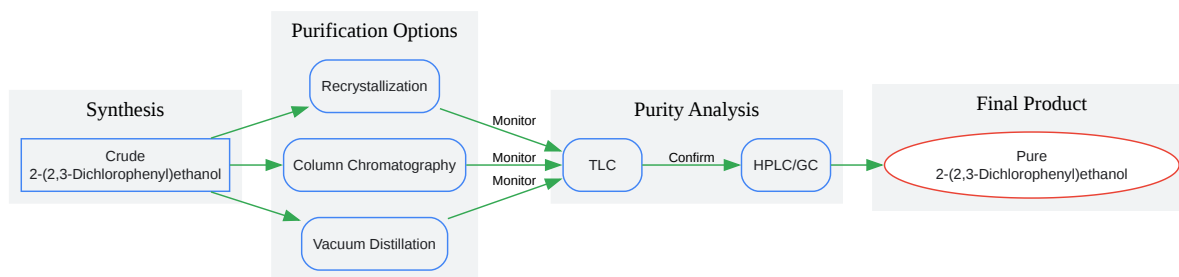 Purification Options
Recrystallization
Synthesis
Crude
2-(2,3-Dichlorophenyl)ethanol
Column Chromatography
Vacuum Distillation
Monitor
Monitor
Monitor
Purity Analysis
TLC
Confirm
HPLC/GC
Final Product
Pure
2-(2,3-Dichlorophenyl)ethanol